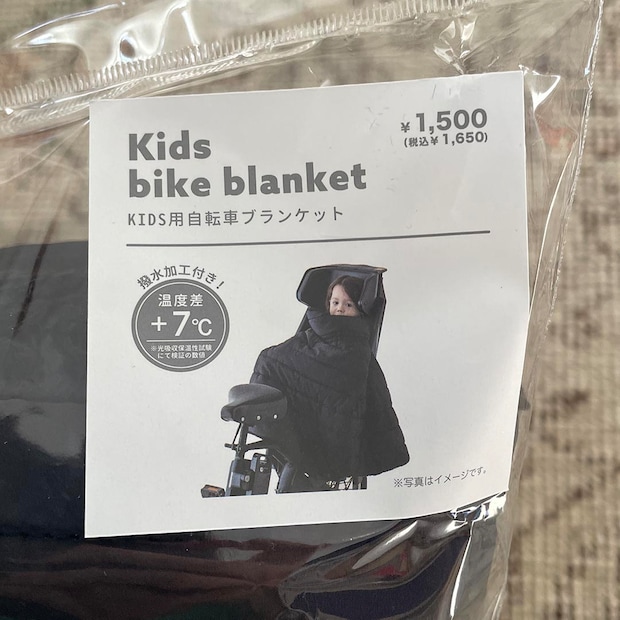 Kids
bike blanket
KIDS用自転車ブランケット
¥1,500
(税込¥1,650)
撥水加工付き!
温度差
+7℃
※光吸収保温性試験
にて検証の数値
※写真はイメージです。